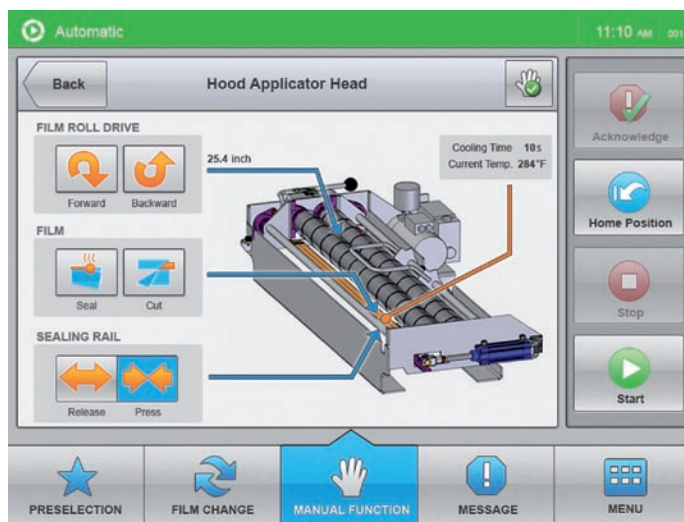 Automatic
11:10 AM 001
Back
Hood Applicator Head
FILM ROLL DRIVE
Forward Backward
25.4 inch
Cooling Time 10s
Current Temp. 284°F
FILM
Seal Cut
SEALING RAIL
Release Press
Acknowledge
Home Position
Stop
Start
PRESELECTION
FILM CHANGE
MANUAL FUNCTION
MESSAGE
MENU